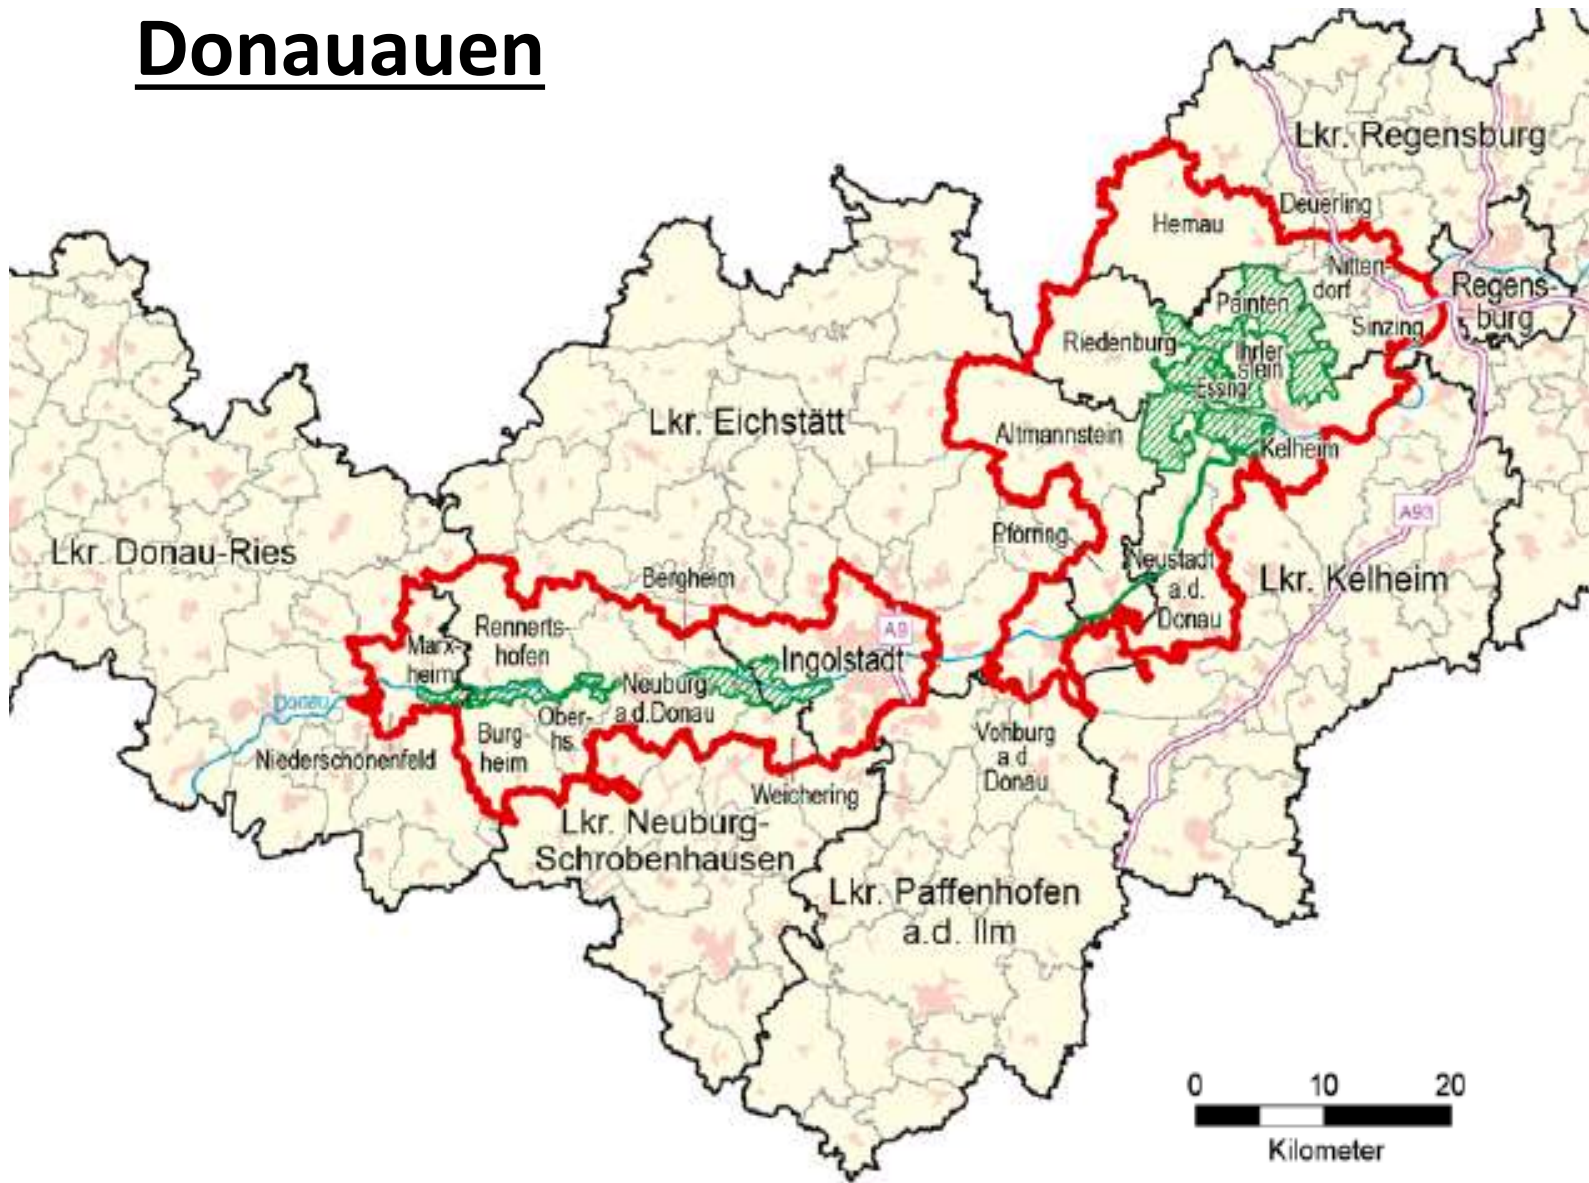 Donauauen
Lkr. Regensburg
Deuerling
Hemau
Nitten-
dorf
Regens-
burg
Painten
Sinzing
Riedenburg
Ihrler
stein
Essing
Lkr. Eichstätt
Altmannstein
Kelheim
A93
Pförring
Lkr. Donau-Ries
Neustadt
a.d.
Donau
Lkr. Kelheim
Bergheim
Rennerts-
hofen
A9
Marx-
heim
Ingolstadt
Neuburg
a.d.Donau
Donau
Ober-
hs.
Burg-
heim
Niederschönenfeld
Vohburg
a d
Donau
Weichering
Lkr. Neuburg-
Schrobenhausen
Lkr. Paffenhofen
a.d. Ilm
0 10 20
Kilometer